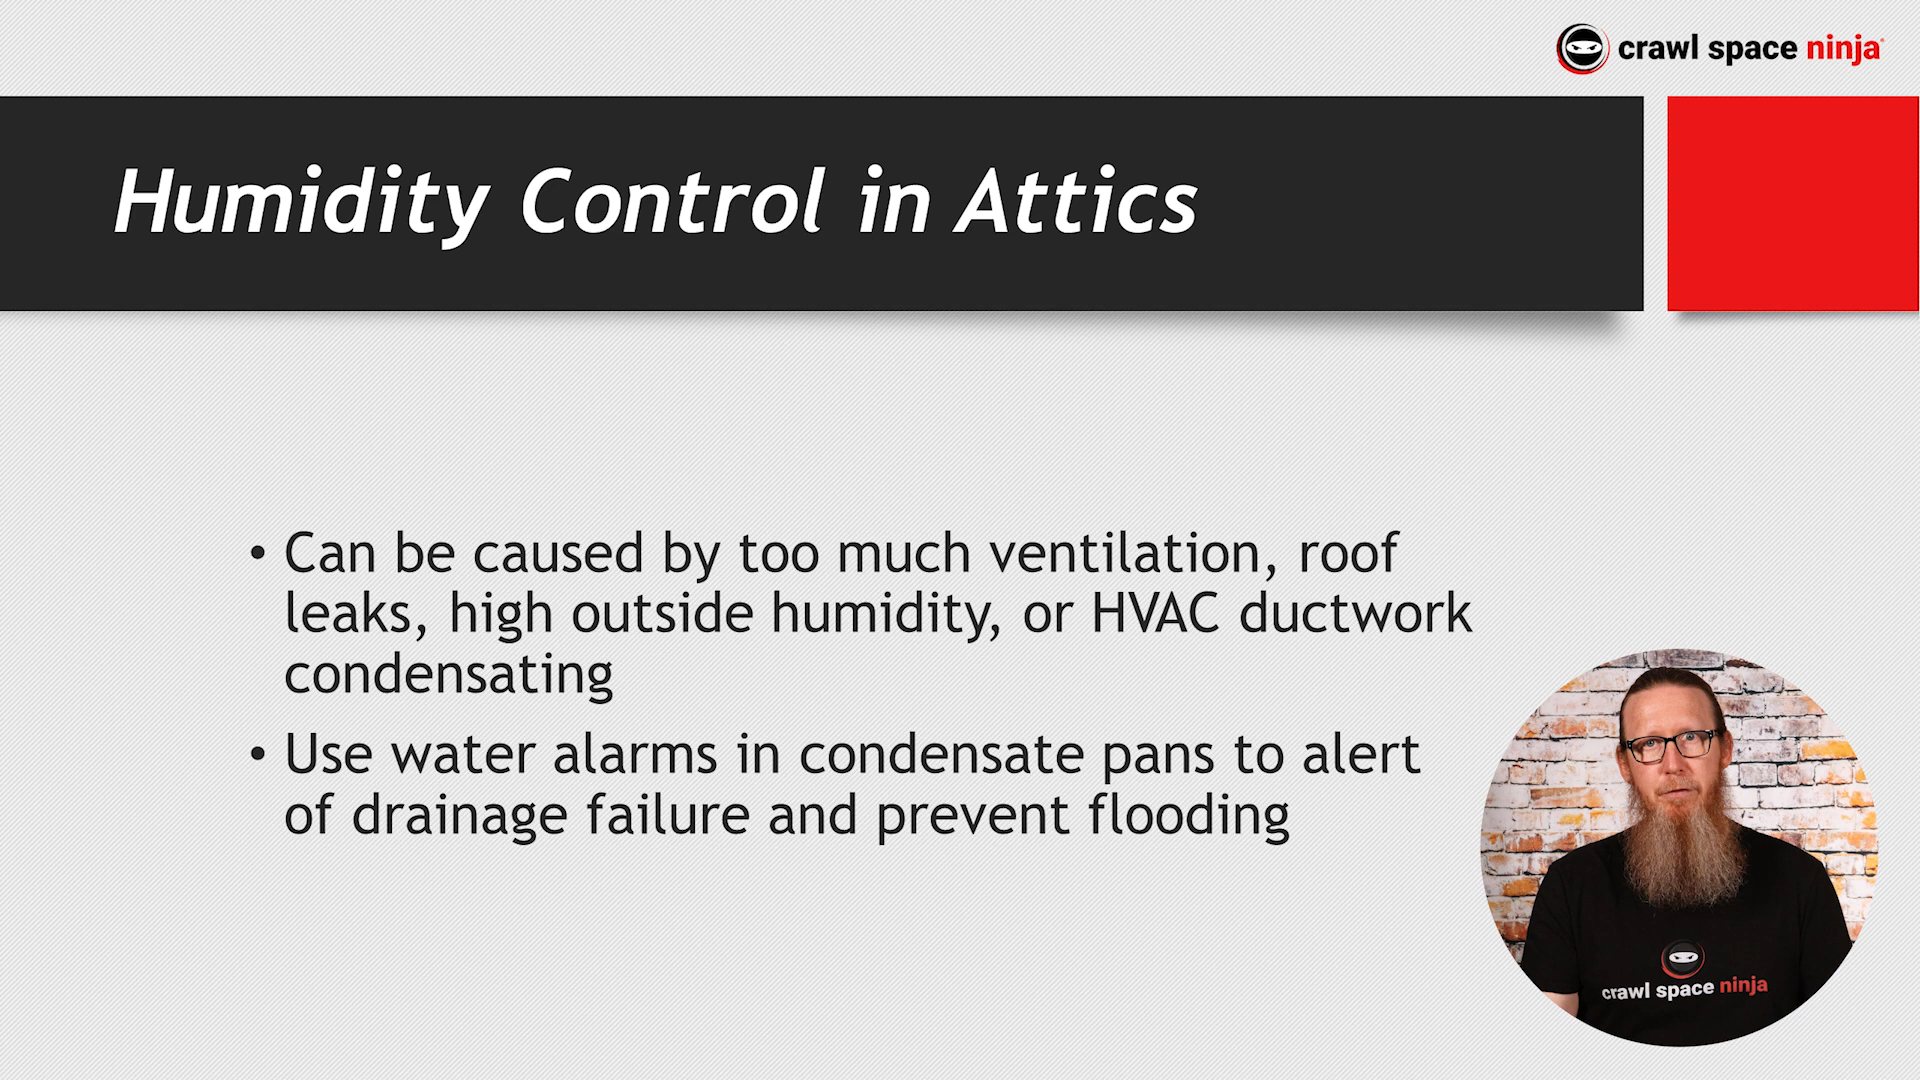 crawl space ninja
Humidity Control in Attics
• Can be caused by too much ventilation, roof
leaks, high outside humidity, or HVAC ductwork
condensating
• Use water alarms in condensate pans to alert
of drainage failure and prevent flooding
crawl space ninja